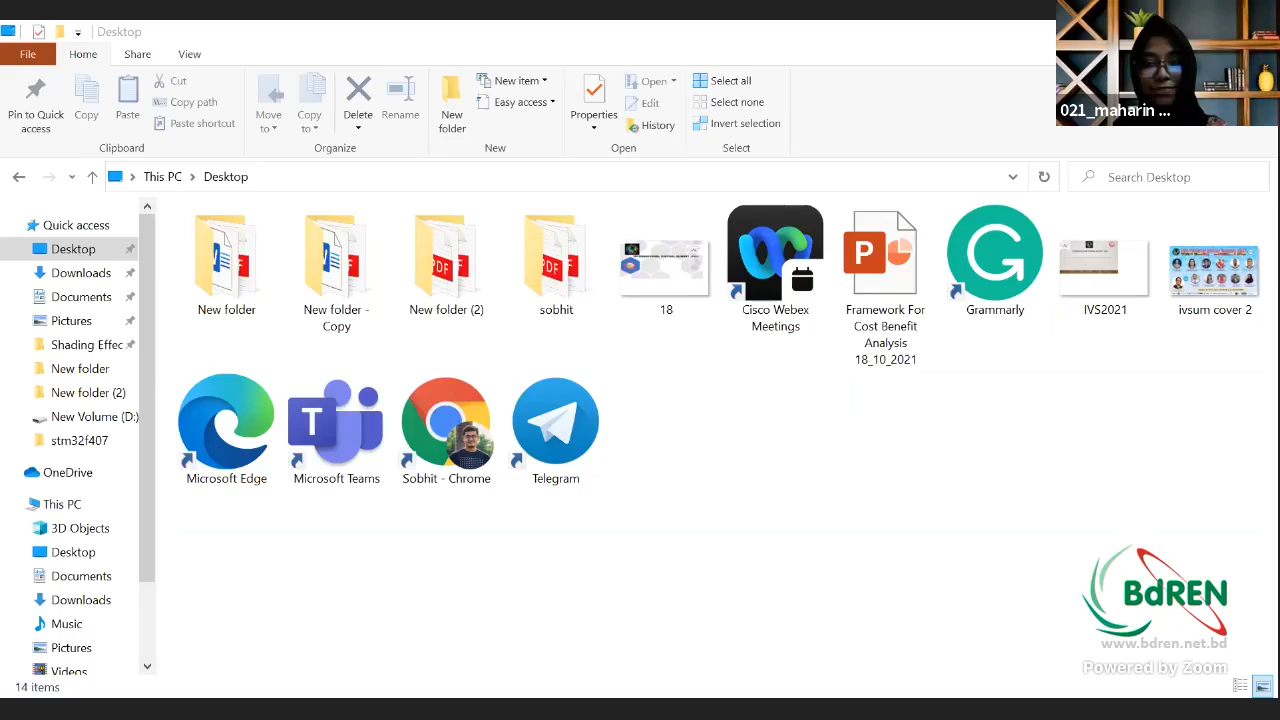 Desktop
File
Home
Share
View
Pin to Quick
access
Copy
Paste
Cut
Copy path
Paste shortcut
Clipboard
Move
to
Copy
to
Delete
Rename
Organize
New
folder
New item
Easy access
New
Properties
Open
Edit
History
Open
Select all
Select none
Invert selection
Select
021_maharin ...
This PC
Desktop
Search Desktop
Quick access
Desktop
Downloads
Documents
Pictures
Shading Effec
New folder
New folder (2)
New Volume (D:)
stm32f407
OneDrive
This PC
3D Objects
Desktop
Documents
Downloads
Music
Pictures
Videos
New folder
New folder -
Copy
New folder (2)
sobhit
18
Cisco Webex
Meetings
Framework For
Cost Benefit
Analysis
18_10_2021
Grammarly
IVS2021
ivsum cover 2
Microsoft Edge
Microsoft Teams
Sobhit - Chrome
Telegram
BdREN
www.bdren.net.bd
Powered by Zoom
14 items